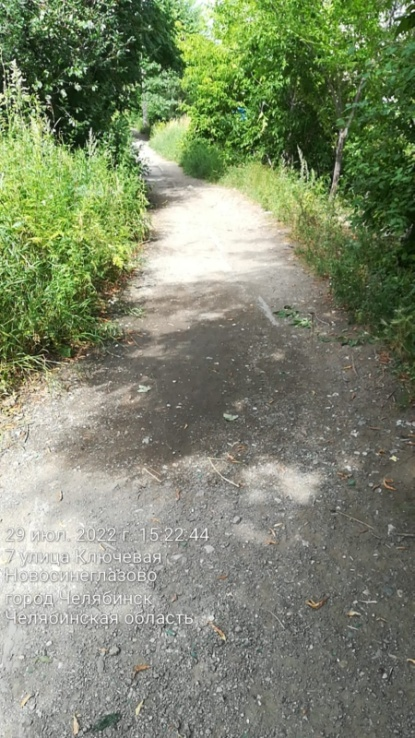 29 июл. 2022 г. 15:22:44
7 улица Ключевая
Новосинеглазово
город Челябинск
Челябинская область